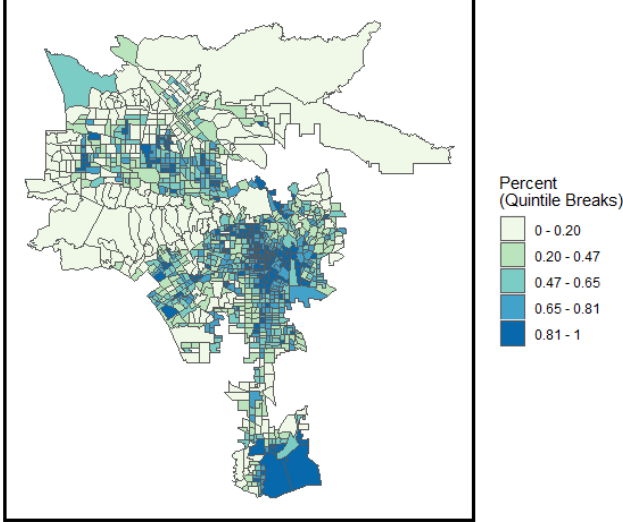 Percent
(Quintile Breaks)
0 - 0.20
0.20 - 0.47
0.47 - 0.65
0.65 - 0.81
0.81 - 1